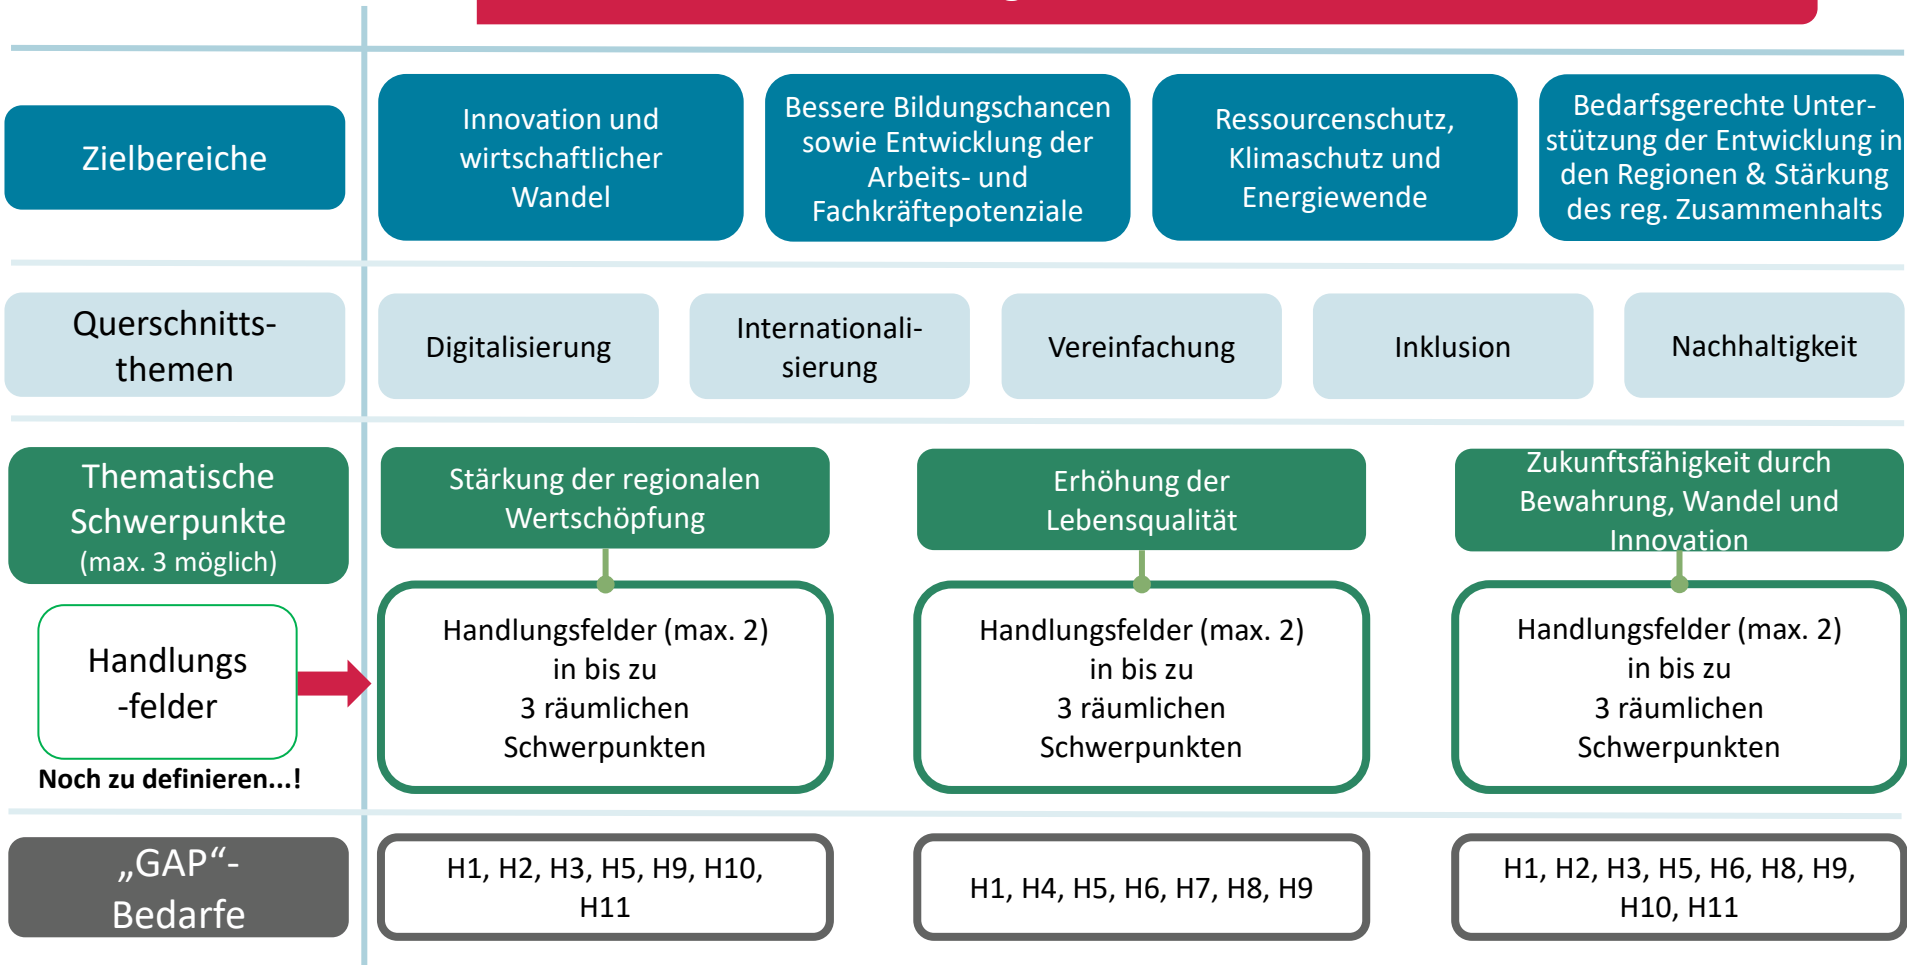 Zielbereiche
Innovation und
wirtschaftlicher
Wandel
Bessere Bildungschancen
sowie Entwicklung der
Arbeits- und
Fachkräftepotenziale
Ressourcenschutz,
Klimaschutz und
Energiewende
Bedarfsgerechte Unter-
stützung der Entwicklung in
den Regionen & Stärkung
des reg. Zusammenhalts
Querschnitts-
themen
Digitalisierung
Internationali-
sierung
Vereinfachung
Inklusion
Nachhaltigkeit
Thematische
Schwerpunkte
(max. 3 möglich)
Stärkung der regionalen
Wertschöpfung
Erhöhung der
Lebensqualität
Zukunftsfähigkeit durch
Bewahrung, Wandel und
Innovation
Handlungs
-felder
Noch zu definieren...!
Handlungsfelder (max. 2)
in bis zu
3 räumlichen
Schwerpunkten
Handlungsfelder (max. 2)
in bis zu
3 räumlichen
Schwerpunkten
Handlungsfelder (max. 2)
in bis zu
3 räumlichen
Schwerpunkten
„GAP“-
Bedarfe
H1, H2, H3, H5, H9, H10,
H11
H1, H4, H5, H6, H7, H8, H9
H1, H2, H3, H5, H6, H8, H9,
H10, H11